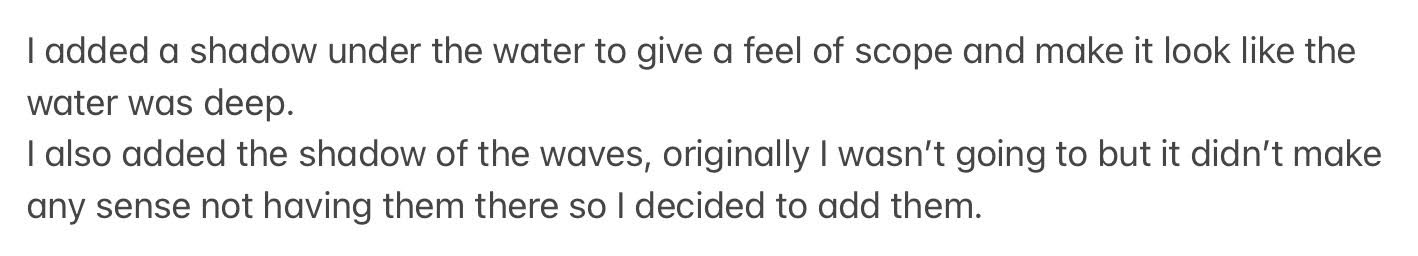 I added a shadow under the water to give a feel of scope and make it look like the
water was deep.
I also added the shadow of the waves, originally I wasn’t going to but it didn’t make
any sense not having them there so I decided to add them.